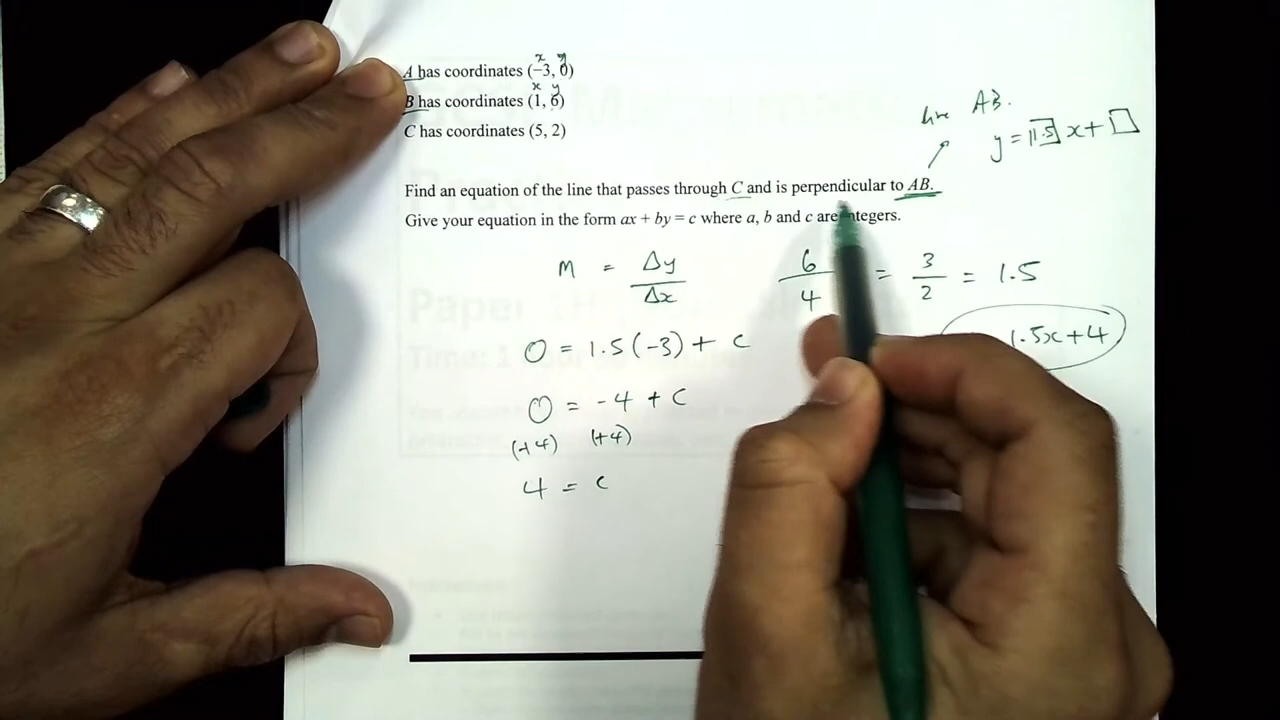 A has coordinates (−3, 0)
x y
B has coordinates (1, 6)
x y
C has coordinates (5, 2)
line AB.
y = 1.5 x +
Find an equation of the line that passes through C and is perpendicular to AB.
Give your equation in the form ax + by = c where a, b and c are integers.
M = Δy/Δx
6/4 = 3/2 = 1.5
0 = 1.5(-3) + c
1.5x+4
0 = -4 + c
(+4) (+4)
4 = c